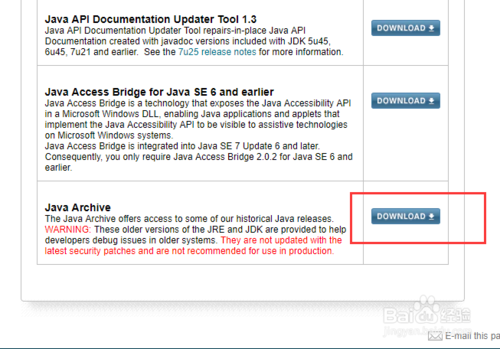 Java API Documentation Updater Tool 1.3
Java API Documentation Updater Tool repairs-in-place Java API
Documentation created with javadoc versions included with JDK 5u45,
6u45, 7u21 and earlier. See the 7u25 release notes for more information.
DOWNLOAD
Java Access Bridge for Java SE 6 and earlier
Java Access Bridge is a technology that exposes the Java Accessibility API
in a Microsoft Windows DLL, enabling Java applications and applets that
implement the Java Accessibility API to be visible to assistive technologies
on Microsoft Windows systems.
Java Access Bridge is integrated into Java SE 7 Update 6 and later.
Consequently, you only require Java Access Bridge 2.0.2 for Java SE 6 and
earlier.
DOWNLOAD
Java Archive
The Java Archive offers access to some of our historical Java releases.
WARNING: These older versions of the JRE and JDK are provided to help
developers debug issues in older systems. They are not updated with the
latest security patches and are not recommended for use in production.
DOWNLOAD
Baidu 经验
jingyan.baidu.com
E-mail this pa